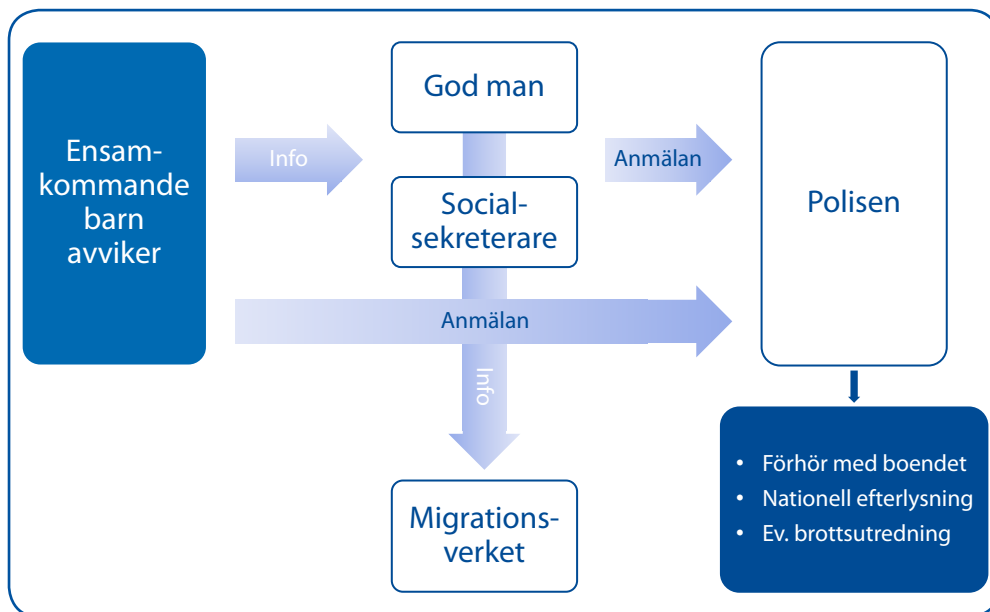 Ensam-
kommande
barn
avviker
Info
God man
Social-
sekreterare
Anmälan
Anmälan
Info
Migrations-
verket
Polisen
• Förhör med boendet
• Nationell efterlysning
• Ev. brottsutredning